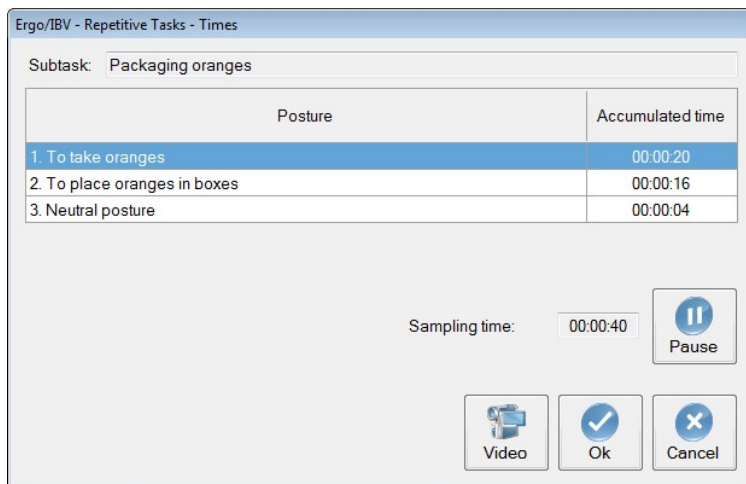 Ergo/IBV - Repetitive Tasks - Times
Subtask: Packaging oranges
Posture Accumulated time
1. To take oranges 00:00:20
2. To place oranges in boxes 00:00:16
3. Neutral posture 00:00:04
Sampling time: 00:00:40 Pause
Video Ok Cancel